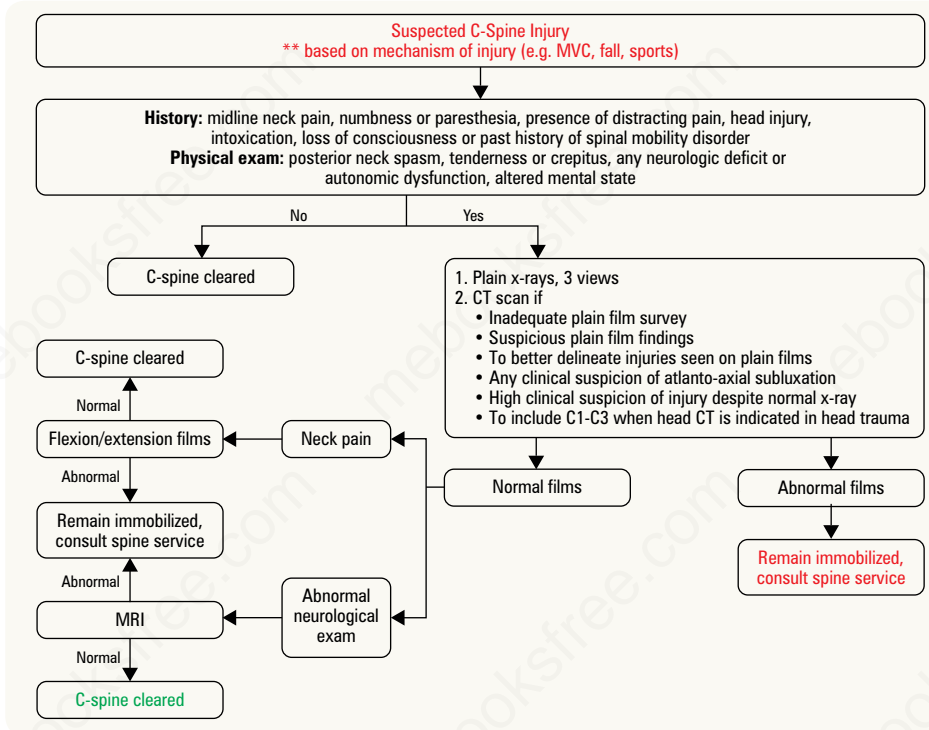 Suspected C-Spine Injury
** based on mechanism of injury (e.g. MVC, fall, sports)
History: midline neck pain, numbness or paresthesia, presence of distracting pain, head injury,
intoxication, loss of consciousness or past history of spinal mobility disorder
Physical exam: posterior neck spasm, tenderness or crepitus, any neurologic deficit or
autonomic dysfunction, altered mental state
No
Yes
C-spine cleared
1. Plain x-rays, 3 views
2. CT scan if
• Inadequate plain film survey
• Suspicious plain film findings
• To better delineate injuries seen on plain films
• Any clinical suspicion of atlanto-axial subluxation
• High clinical suspicion of injury despite normal x-ray
• To include C1-C3 when head CT is indicated in head trauma
C-spine cleared
Normal
Flexion/extension films
Neck pain
Abnormal
Normal films
Abnormal films
Remain immobilized,
consult spine service
Remain immobilized,
consult spine service
Abnormal
MRI
Abnormal
neurological
exam
Normal
C-spine cleared
mebooksfree.com